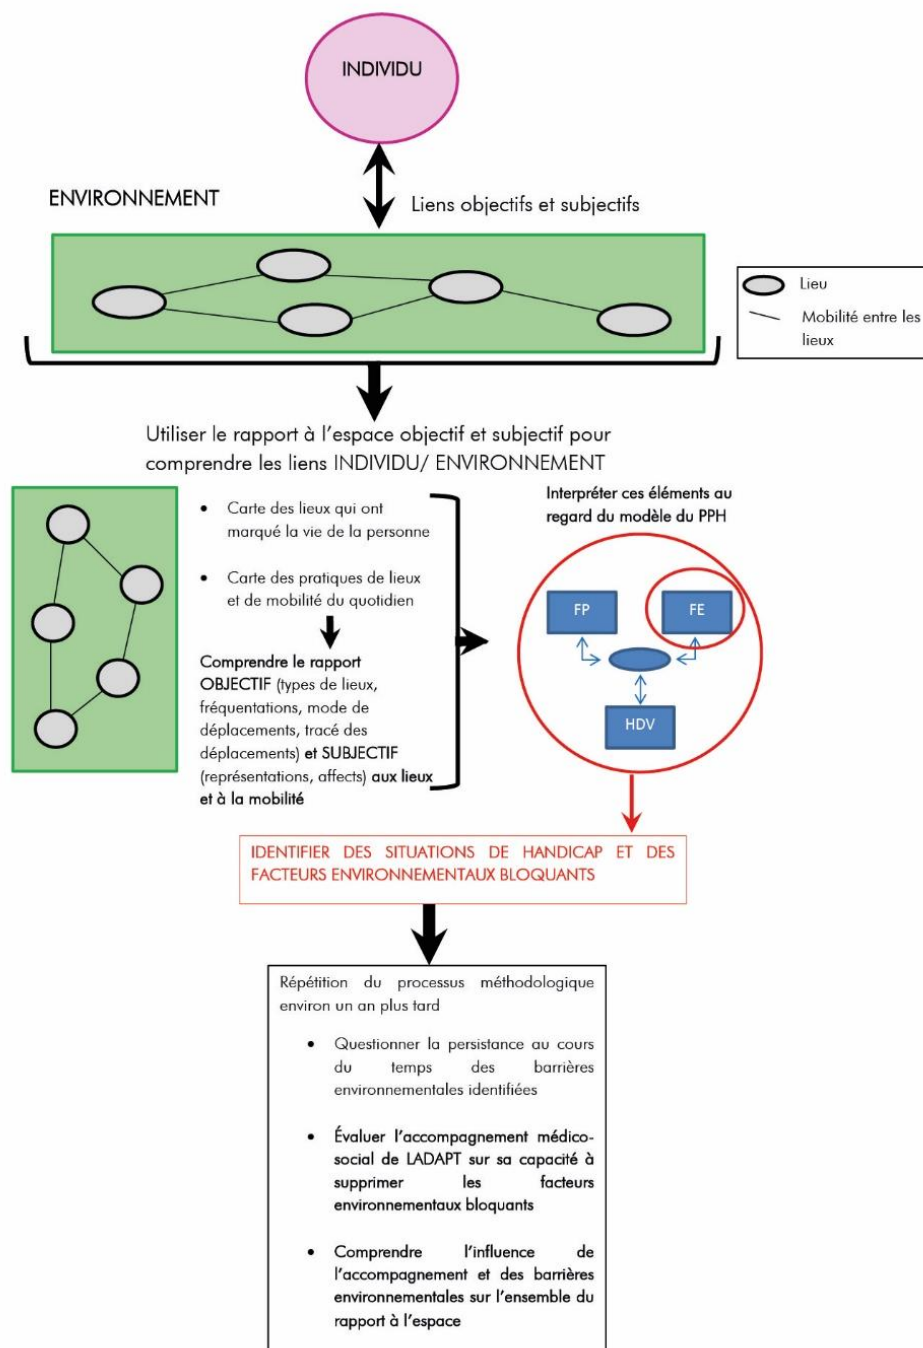 INDIVIDU
ENVIRONNEMENT
Liens objectifs et subjectifs
Lieu
Mobilité entre les
lieux
Utiliser le rapport à l'espace objectif et subjectif pour
comprendre les liens INDIVIDU/ ENVIRONNEMENT
• Carte des lieux qui ont
marqué la vie de la personne
• Carte des pratiques de lieux
et de mobilité du quotidien
Comprendre le rapport
OBJECTIF (types de lieux,
fréquentations, mode de
déplacements, tracé des
déplacements) et SUBJECTIF
(représentations, affects) aux lieux
et à la mobilité
Interpréter ces éléments au
regard du modèle du PPH
FP
FE
HDV
IDENTIFIER DES SITUATIONS DE HANDICAP ET DES
FACTEURS ENVIRONNEMENTAUX BLOQUANTS
Répétition du processus méthodologique
environ un an plus tard
• Questionner la persistance au cours
du temps des barrières
environnementales identifiées
• Évaluer l'accompagnement médico-
social de LADAPT sur sa capacité à
supprimer les facteurs
environnementaux bloquants
• Comprendre l'influence de
l'accompagnement et des barrières
environnementales sur l'ensemble du
rapport à l'espace